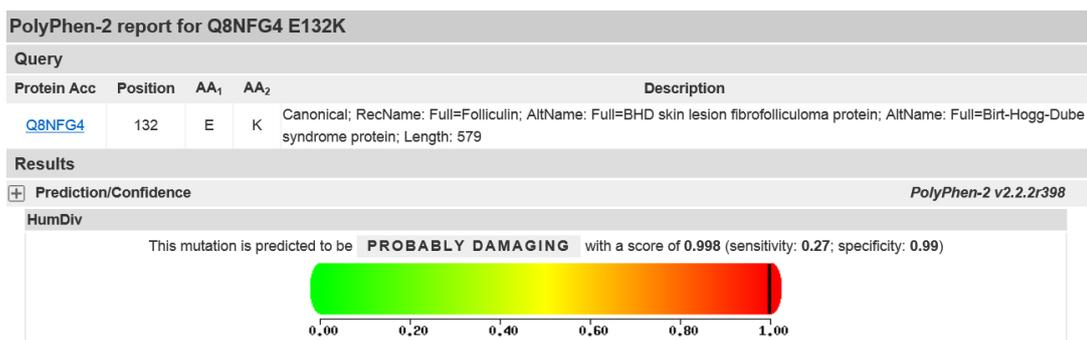 PolyPhen-2 report for Q8NFG4 E132K
Query
Protein Acc Position AA₁ AA₂ Description
Q8NFG4 132 E K Canonical; RecName: Full=Folliculin; AltName: Full=BHD skin lesion fibrofolliculoma protein; AltName: Full=Birt-Hogg-Dube
syndrome protein; Length: 579
Results
Prediction/Confidence PolyPhen-2 v2.2.2r398
HumDiv
This mutation is predicted to be PROBABLY DAMAGING with a score of 0.998 (sensitivity: 0.27; specificity: 0.99)
0.00 0.20 0.40 0.60 0.80 1.00